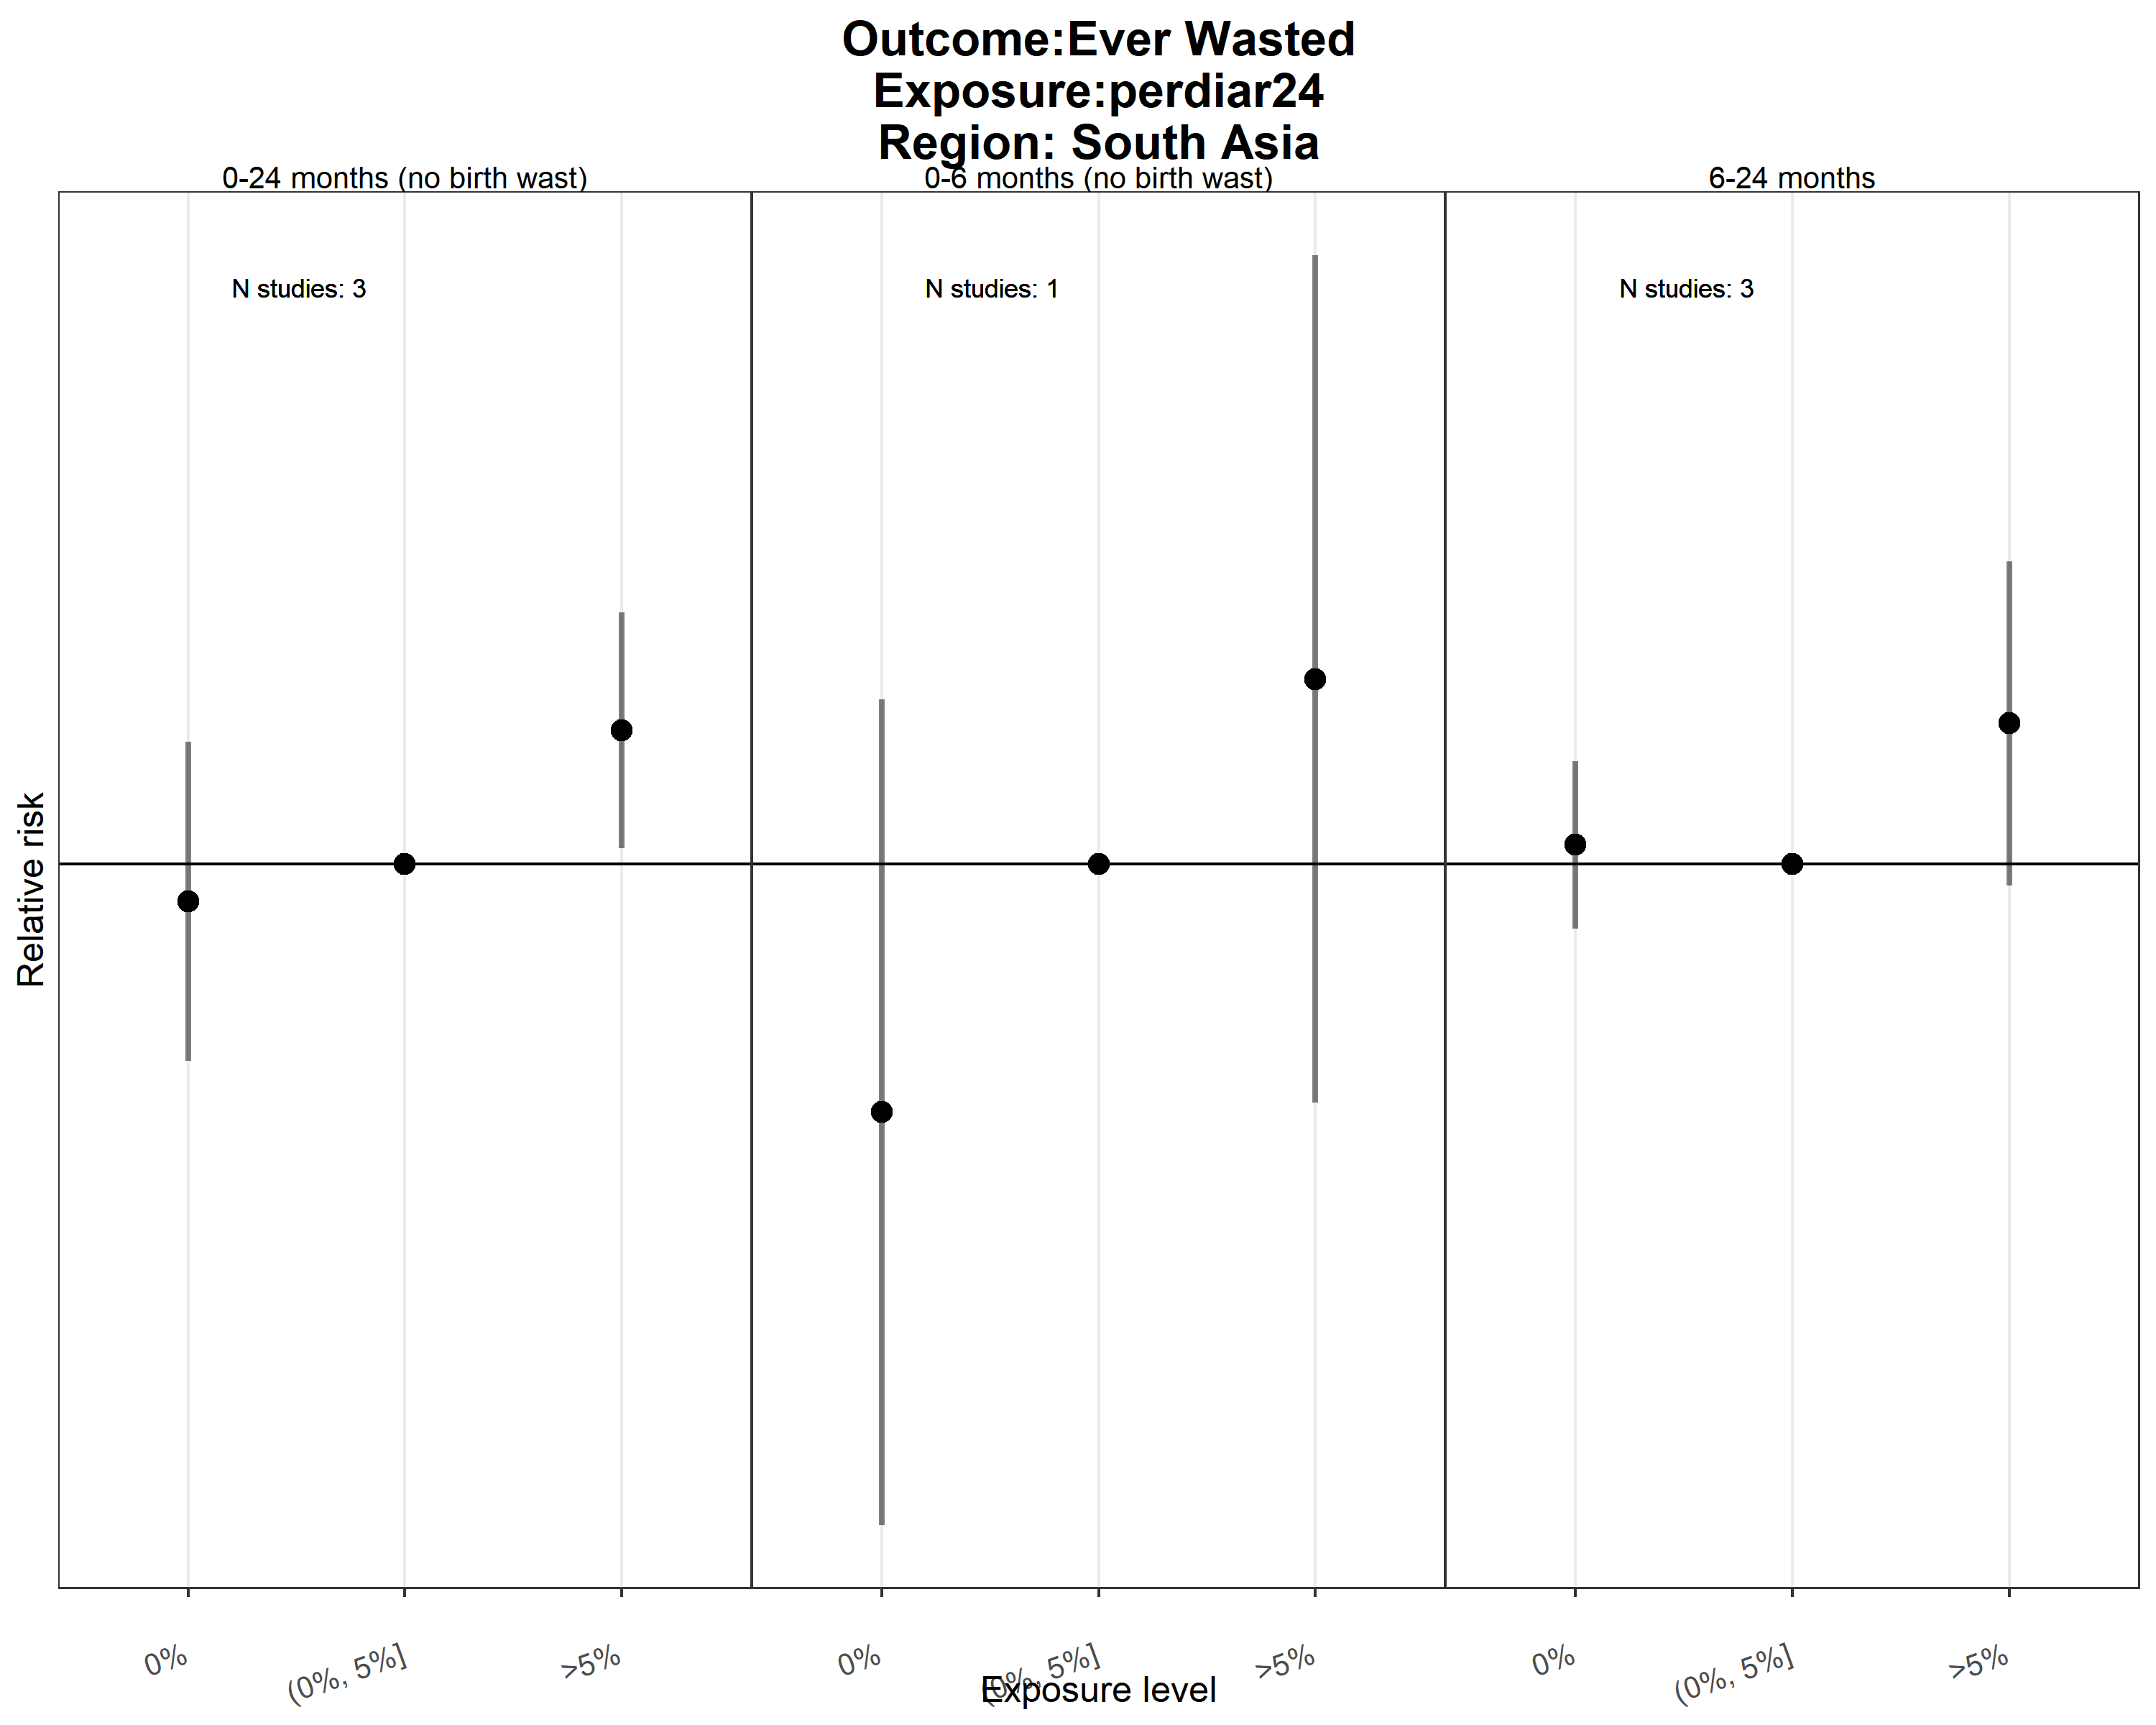 Outcome:Ever Wasted
Exposure:perdiar24
Region: South Asia
0-24 months (no birth wast)
0-6 months (no birth wast)
6-24 months
N studies: 3
N studies: 1
N studies: 3
Relative risk
0%
(0%, 5%]
>5%
0%
(0%, 5%]
>5%
0%
(0%, 5%]
>5%
Exposure level